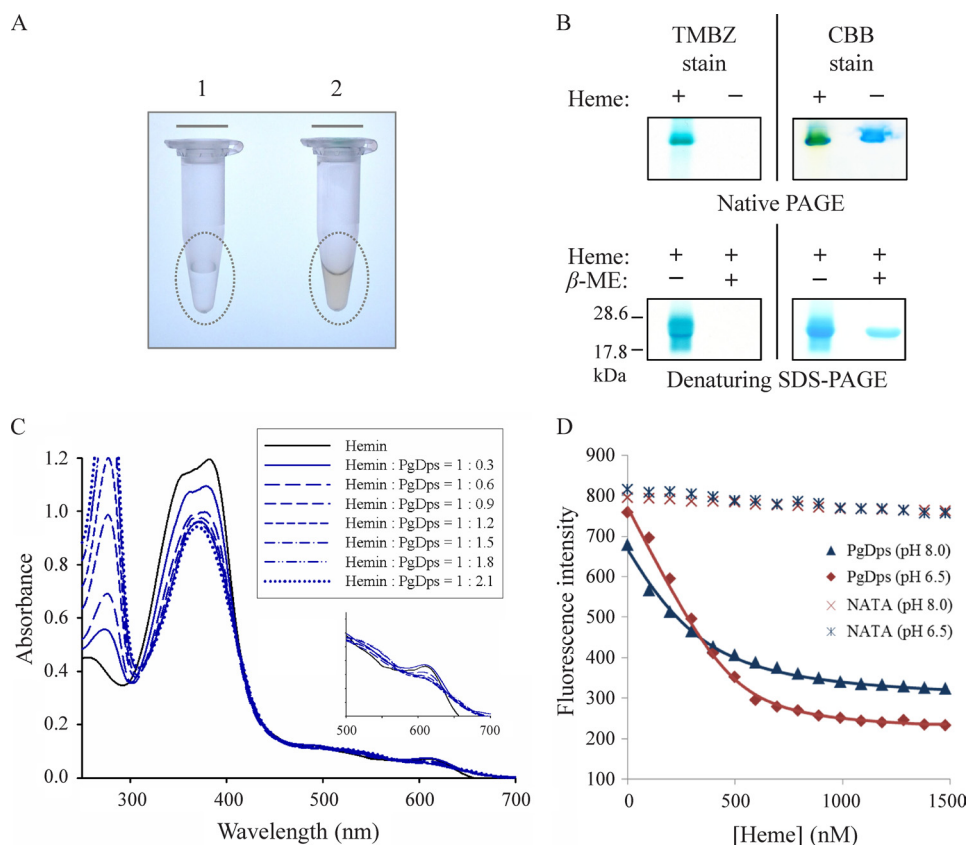 A
1 2
B
TMBZ stain
CBB stain
Heme: + − + −
Native PAGE
Heme: + + + +
β-ME: − + − +
28.6
17.8
kDa
Denaturing SDS-PAGE
C
Absorbance
1.2
1.0
0.8
0.6
0.4
0.2
0.0
300 400 500 600 700
Wavelength (nm)
Hemin
Hemin : PgDps = 1 : 0.3
Hemin : PgDps = 1 : 0.6
Hemin : PgDps = 1 : 0.9
Hemin : PgDps = 1 : 1.2
Hemin : PgDps = 1 : 1.5
Hemin : PgDps = 1 : 1.8
Hemin : PgDps = 1 : 2.1
500 600 700
D
Fluorescence intensity
900
800
700
600
500
400
300
200
100
0 500 1000 1500
[Heme] (nM)
PgDps (pH 8.0)
PgDps (pH 6.5)
NATA (pH 8.0)
NATA (pH 6.5)